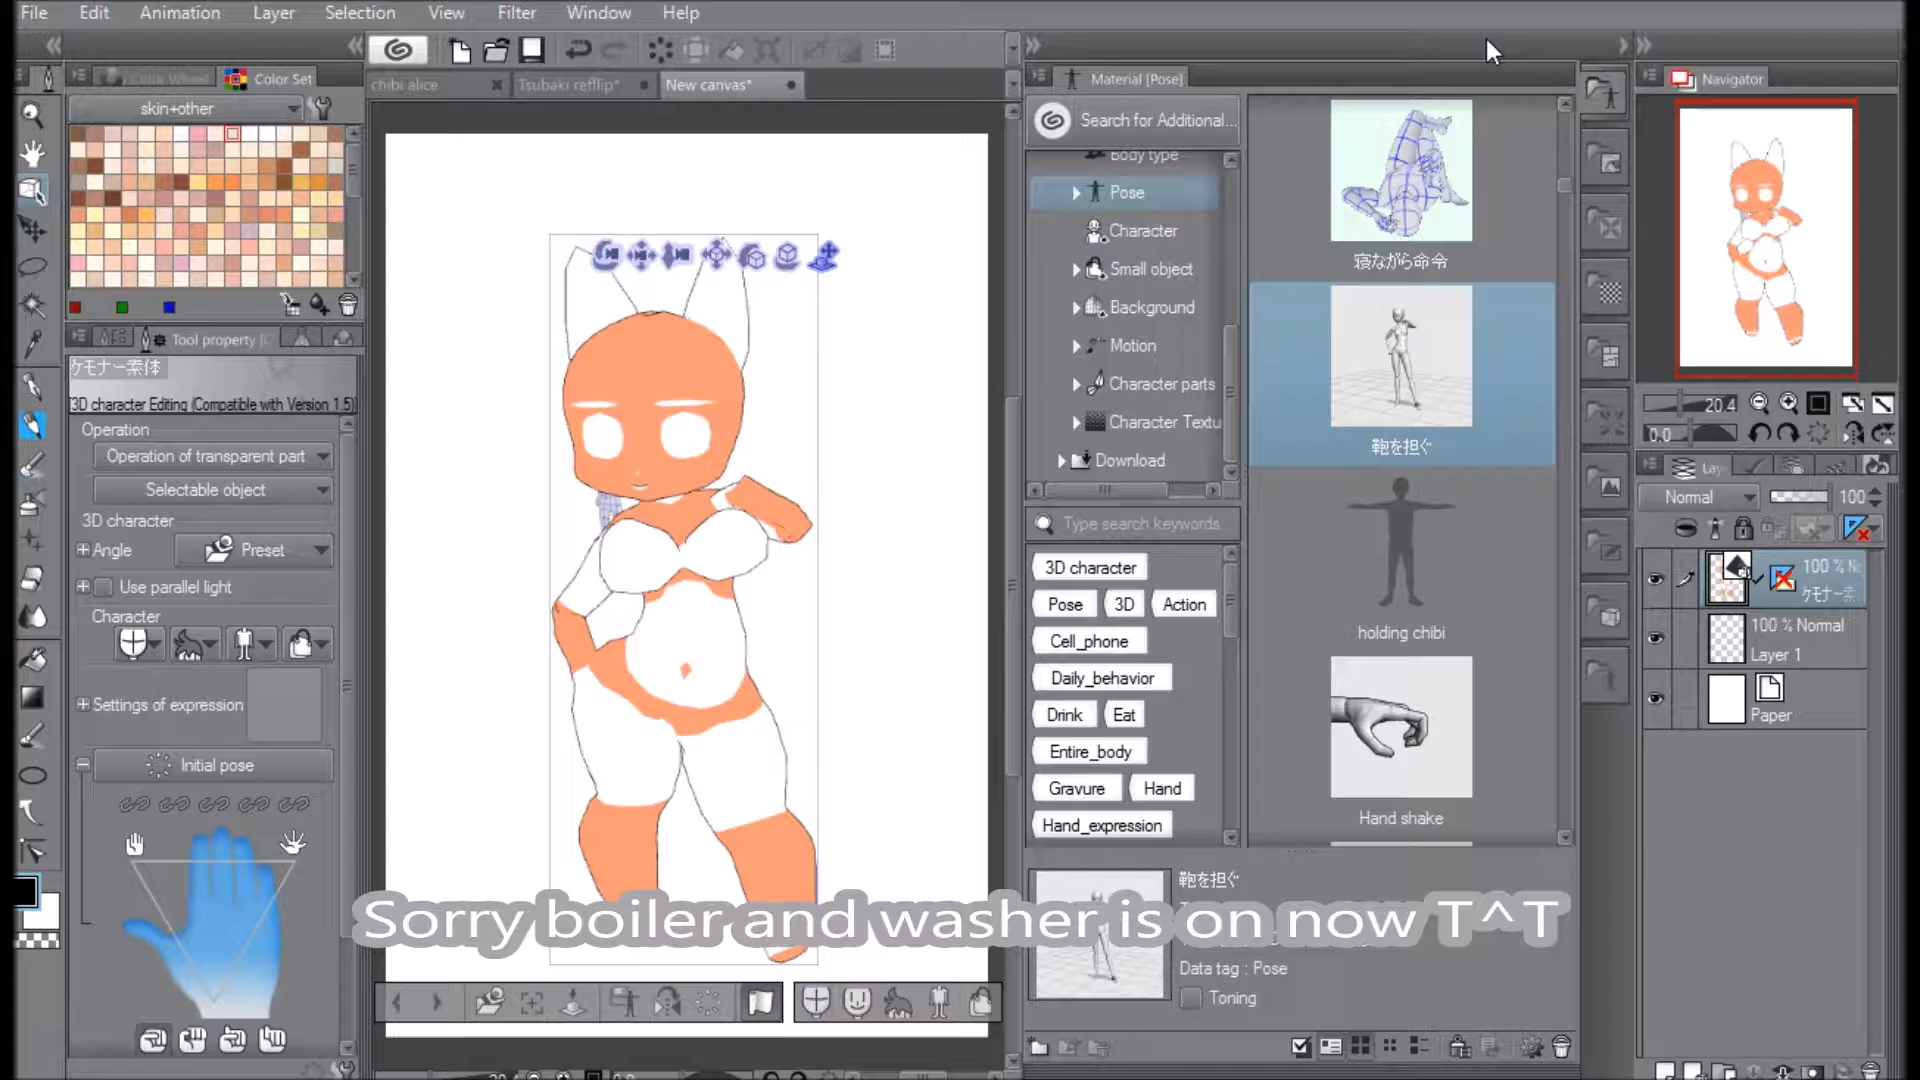 File Edit Animation Layer Selection View Filter Window Help
Color Wheel Color Set
chibi alice Tsubaki refflip* New canvas*
Material [Pose]
Navigator
skin+other
Search for Additional...
Body type
Pose
Character
Small object
Background
Motion
Character parts
Character Textu
Download
Type search keywords...
3D character
Pose 3D Action
Cell_phone
Daily_behavior
Drink Eat
Entire_body
Gravure Hand
Hand_expression
寝ながら命令
鞄を担ぐ
holding chibi
Hand shake
鞄を担ぐ
Data tag : Pose
Toning
Tool property
ケモナー素体
3D character Editing (Compatible with Version 1.5)
Operation
Operation of transparent part
Selectable object
3D character
Angle Preset
Use parallel light
Character
Settings of expression
Initial pose
20.4
0.0
Lay
Normal 100
100 %
ケモナー素
100 % Normal
Layer 1
Paper
Sorry boiler and washer is on now T^T